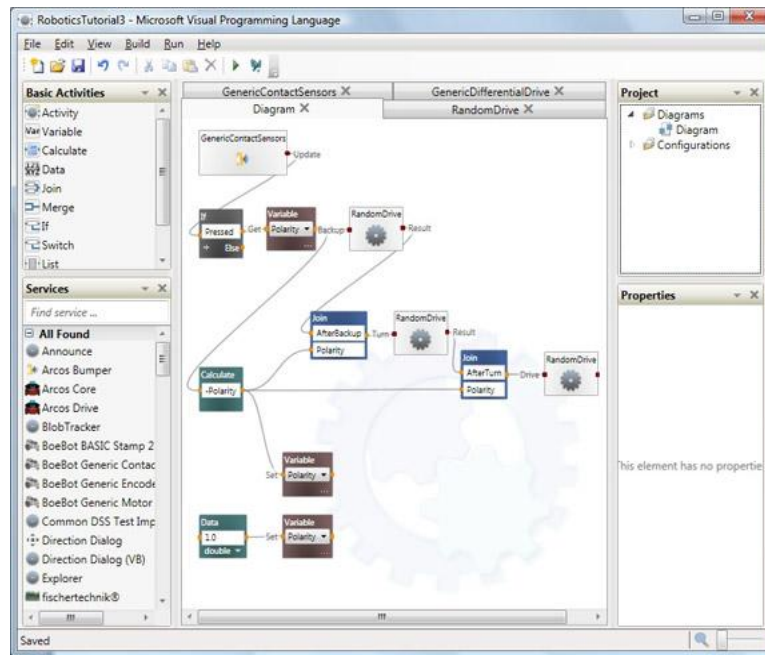 RoboticsTutorial3 - Microsoft Visual Programming Language
File Edit View Build Run Help
Basic Activities
Activity
Var Variable
Calculate
Data
Join
Merge
If
Switch
List
Services
Find service ...
All Found
Announce
Arcos Bumper
Arcos Core
Arcos Drive
BlobTracker
BoeBot BASIC Stamp 2
BoeBot Generic Contac
BoeBot Generic Encode
BoeBot Generic Motor
Common DSS Test Imp
Direction Dialog
Direction Dialog (VB)
Explorer
fischertechnik®
GenericContactSensors
GenericDifferentialDrive
Diagram
RandomDrive
GenericContactSensors
Update
If
Pressed
Else
Get
Variable
Polarity
...
Backup
RandomDrive
Result
Join
AfterBackup
Polarity
Turn
RandomDrive
Result
Join
AfterTurn
Polarity
Drive
RandomDrive
Calculate
-Polarity
Set
Variable
Polarity
...
Data
1.0
double
Set
Variable
Polarity
...
Project
Diagrams
Diagram
Configurations
Properties
This element has no propertie
Saved